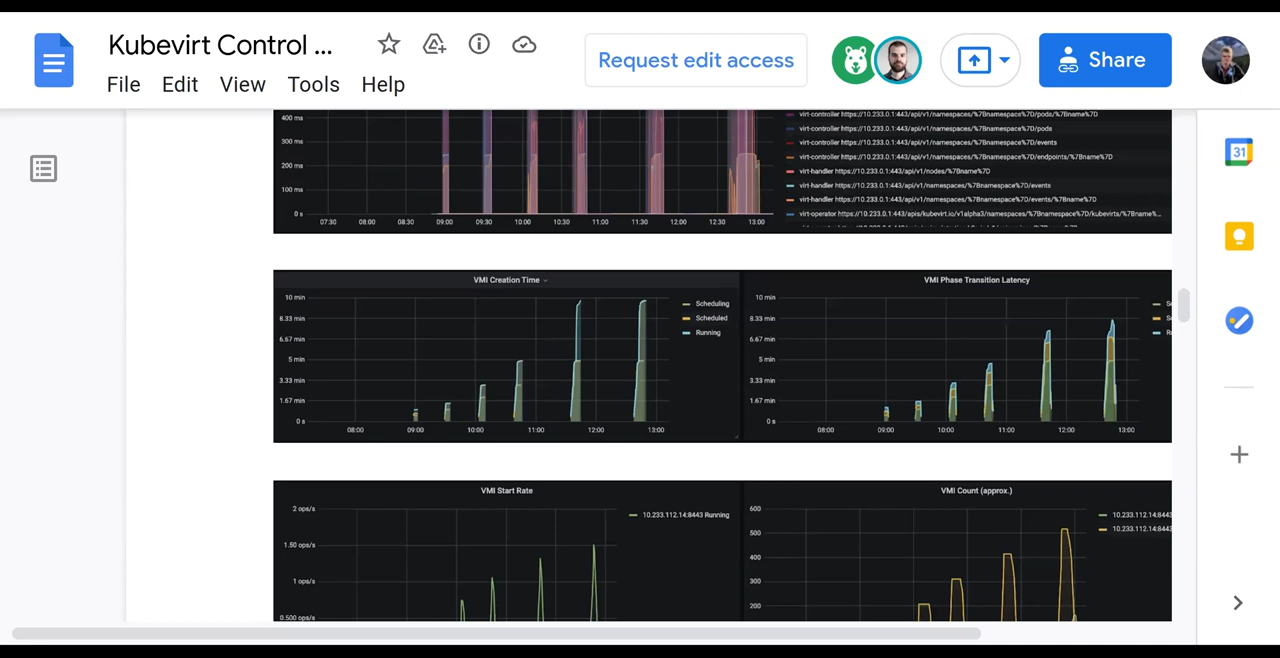 Kubevirt Control ...
Request edit access
Share
File Edit View Tools Help
31
400 ms
300 ms
200 ms
100 ms
0 s
07:30 08:00 08:30 09:00 09:30 10:00 10:30 11:00 11:30 12:00 12:30 13:00
virt-controller https://10.233.0.1:443/api/v1/namespaces/%7Bnamespace%7D/pods/%7Bname%7D
virt-controller https://10.233.0.1:443/api/v1/namespaces/%7Bnamespace%7D/pods
virt-controller https://10.233.0.1:443/api/v1/namespaces/%7Bnamespace%7D/events
virt-controller https://10.233.0.1:443/api/v1/namespaces/%7Bnamespace%7D/endpoints/%7Bname%7D
virt-handler https://10.233.0.1:443/api/v1/nodes/%7Bname%7D
virt-handler https://10.233.0.1:443/api/v1/namespaces/%7Bnamespace%7D/events
virt-handler https://10.233.0.1:443/api/v1/namespaces/%7Bnamespace%7D/events/%7Bname%7D
virt-operator https://10.233.0.1:443/apis/kubevirt.io/v1alpha3/namespaces/%7Bnamespace%7D/kubevirts/%7Bname%...
VMI Creation Time
10 min
8.33 min
6.67 min
5 min
3.33 min
1.67 min
0 s
08:00 09:00 10:00 11:00 12:00 13:00
Scheduling
Scheduled
Running
VMI Phase Transition Latency
10 min
8.33 min
6.67 min
5 min
3.33 min
1.67 min
0 s
08:00 09:00 10:00 11:00 12:00 13:00
VMI Start Rate
2 ops/s
1.50 ops/s
1 ops/s
0.500 ops/s
10.233.112.14:8443 Running
VMI Count (approx.)
600
500
400
300
200
10.233.112.14:8443
10.233.112.14:8443